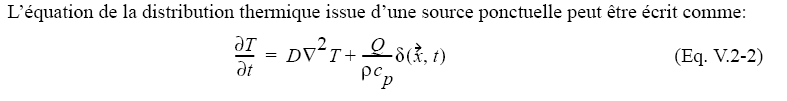 L’équation de la distribution thermique issue d’une source ponctuelle peut être écrit comme:
∂T/∂t = D∇²T + Q/ρc_p δ(x⃗, t) (Eq. V.2-2)